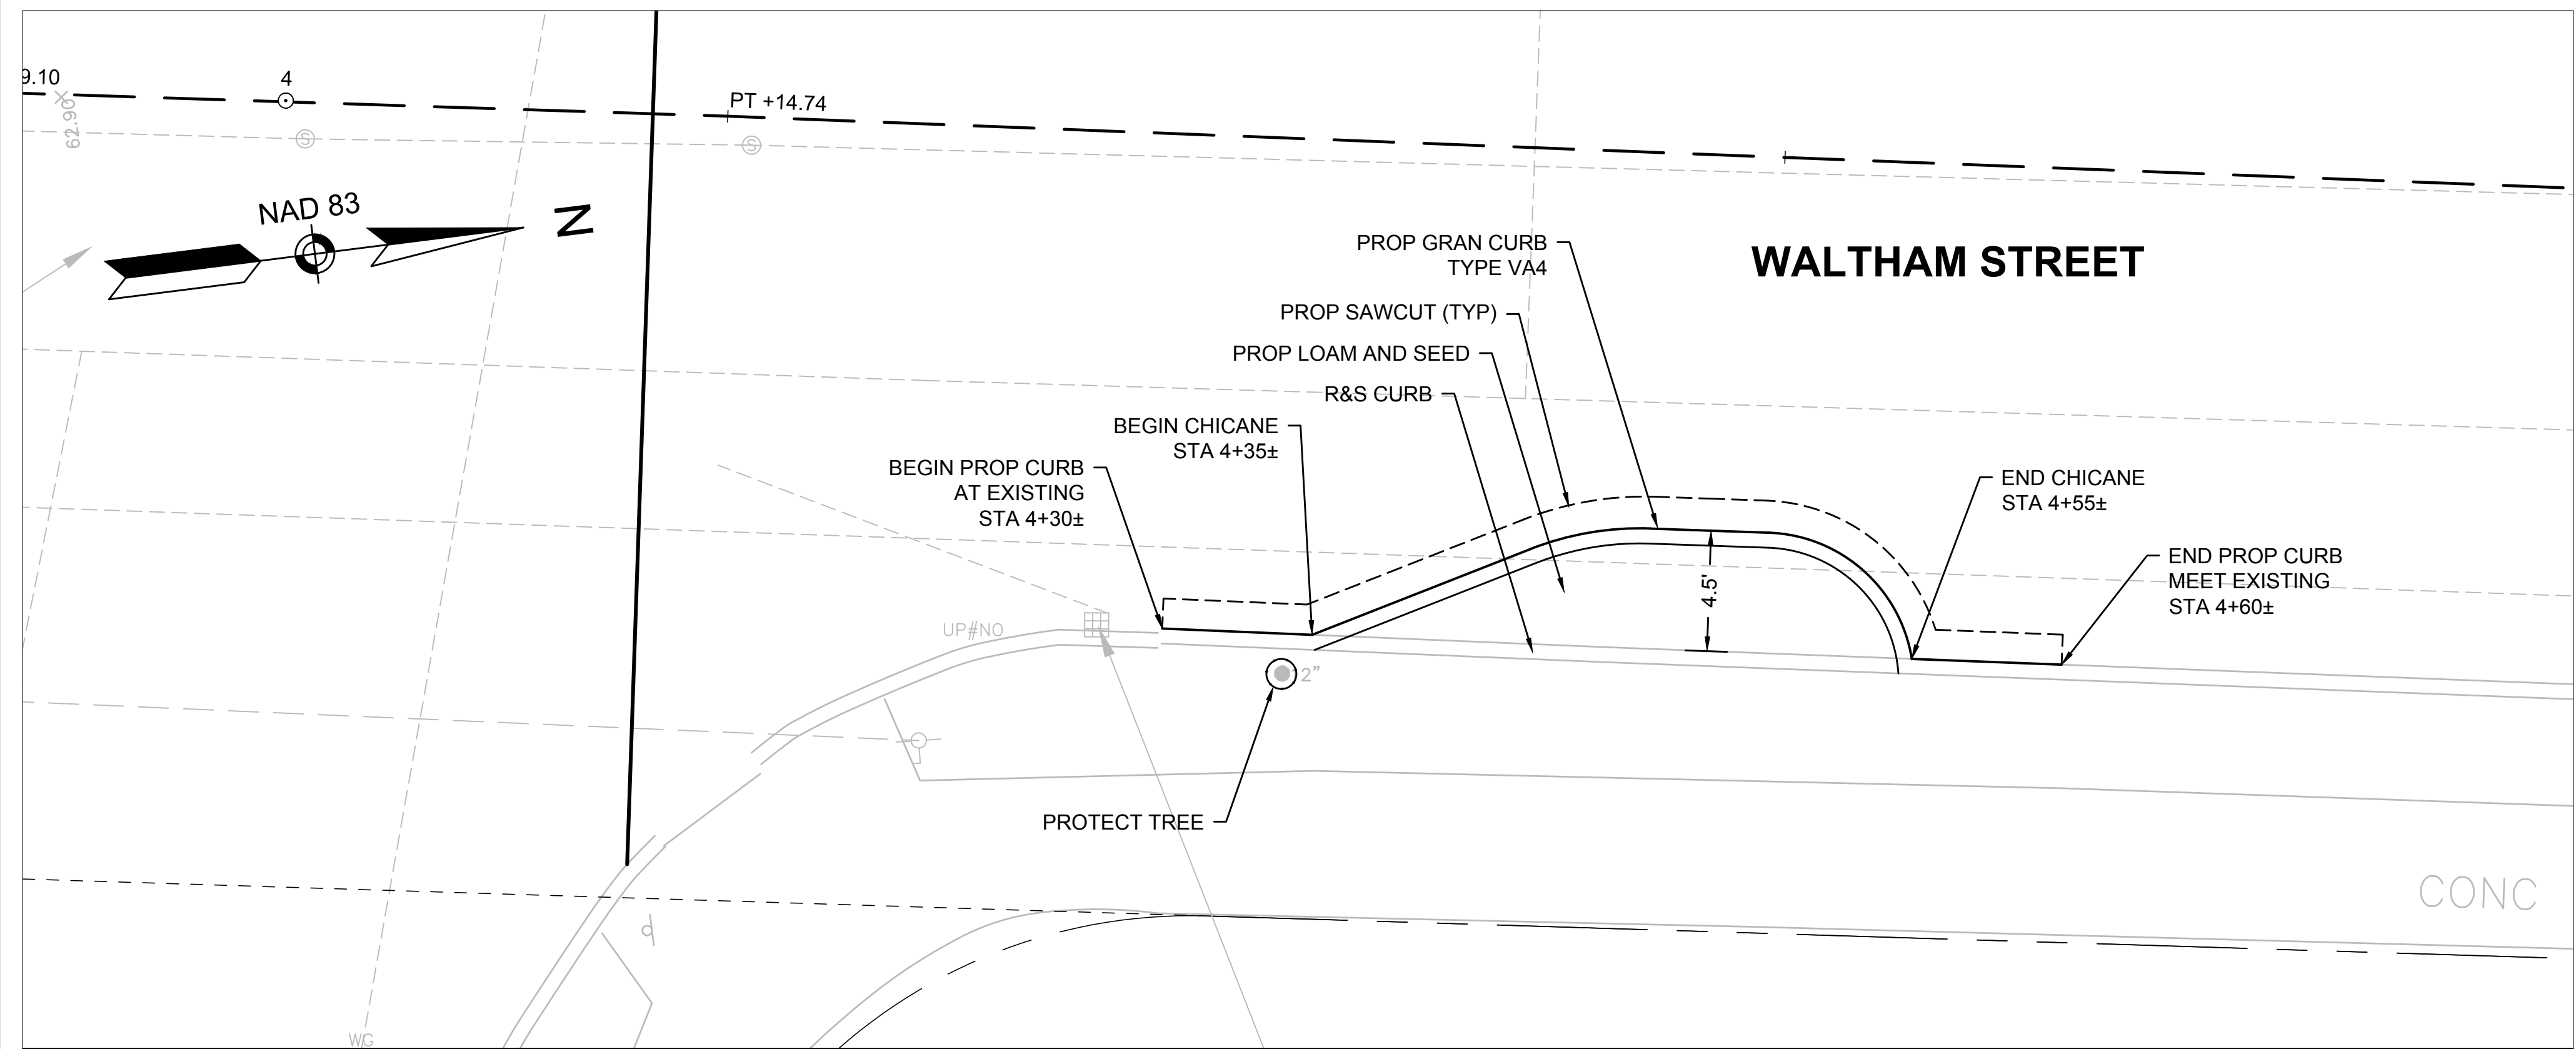 9.10
4
62.90
S
PT +14.74
S
NAD 83
N
WALTHAM STREET
PROP GRAN CURB
TYPE VA4
PROP SAWCUT (TYP)
PROP LOAM AND SEED
R&S CURB
BEGIN CHICANE
STA 4+35±
BEGIN PROP CURB
AT EXISTING
STA 4+30±
END CHICANE
STA 4+55±
END PROP CURB
MEET EXISTING
STA 4+60±
4.5'
UP#NO
2"
PROTECT TREE
CONC
WG